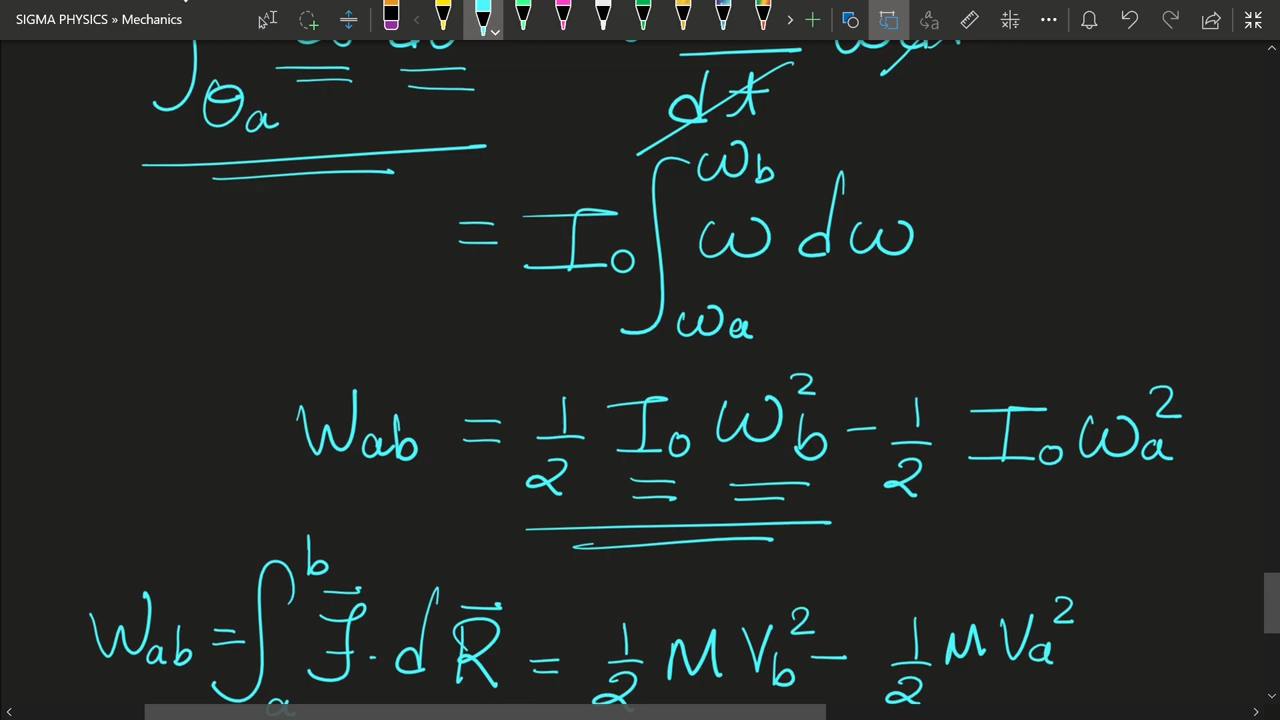 SIGMA PHYSICS » Mechanics
∫θa
dt
= I₀ ∫ωa^ωb ω dω
Wab = 1/2 I₀ ωb² - 1/2 I₀ ωa²
Wab = ∫a^b F⃗ · dR⃗ = 1/2 M Vb² - 1/2 M Va²